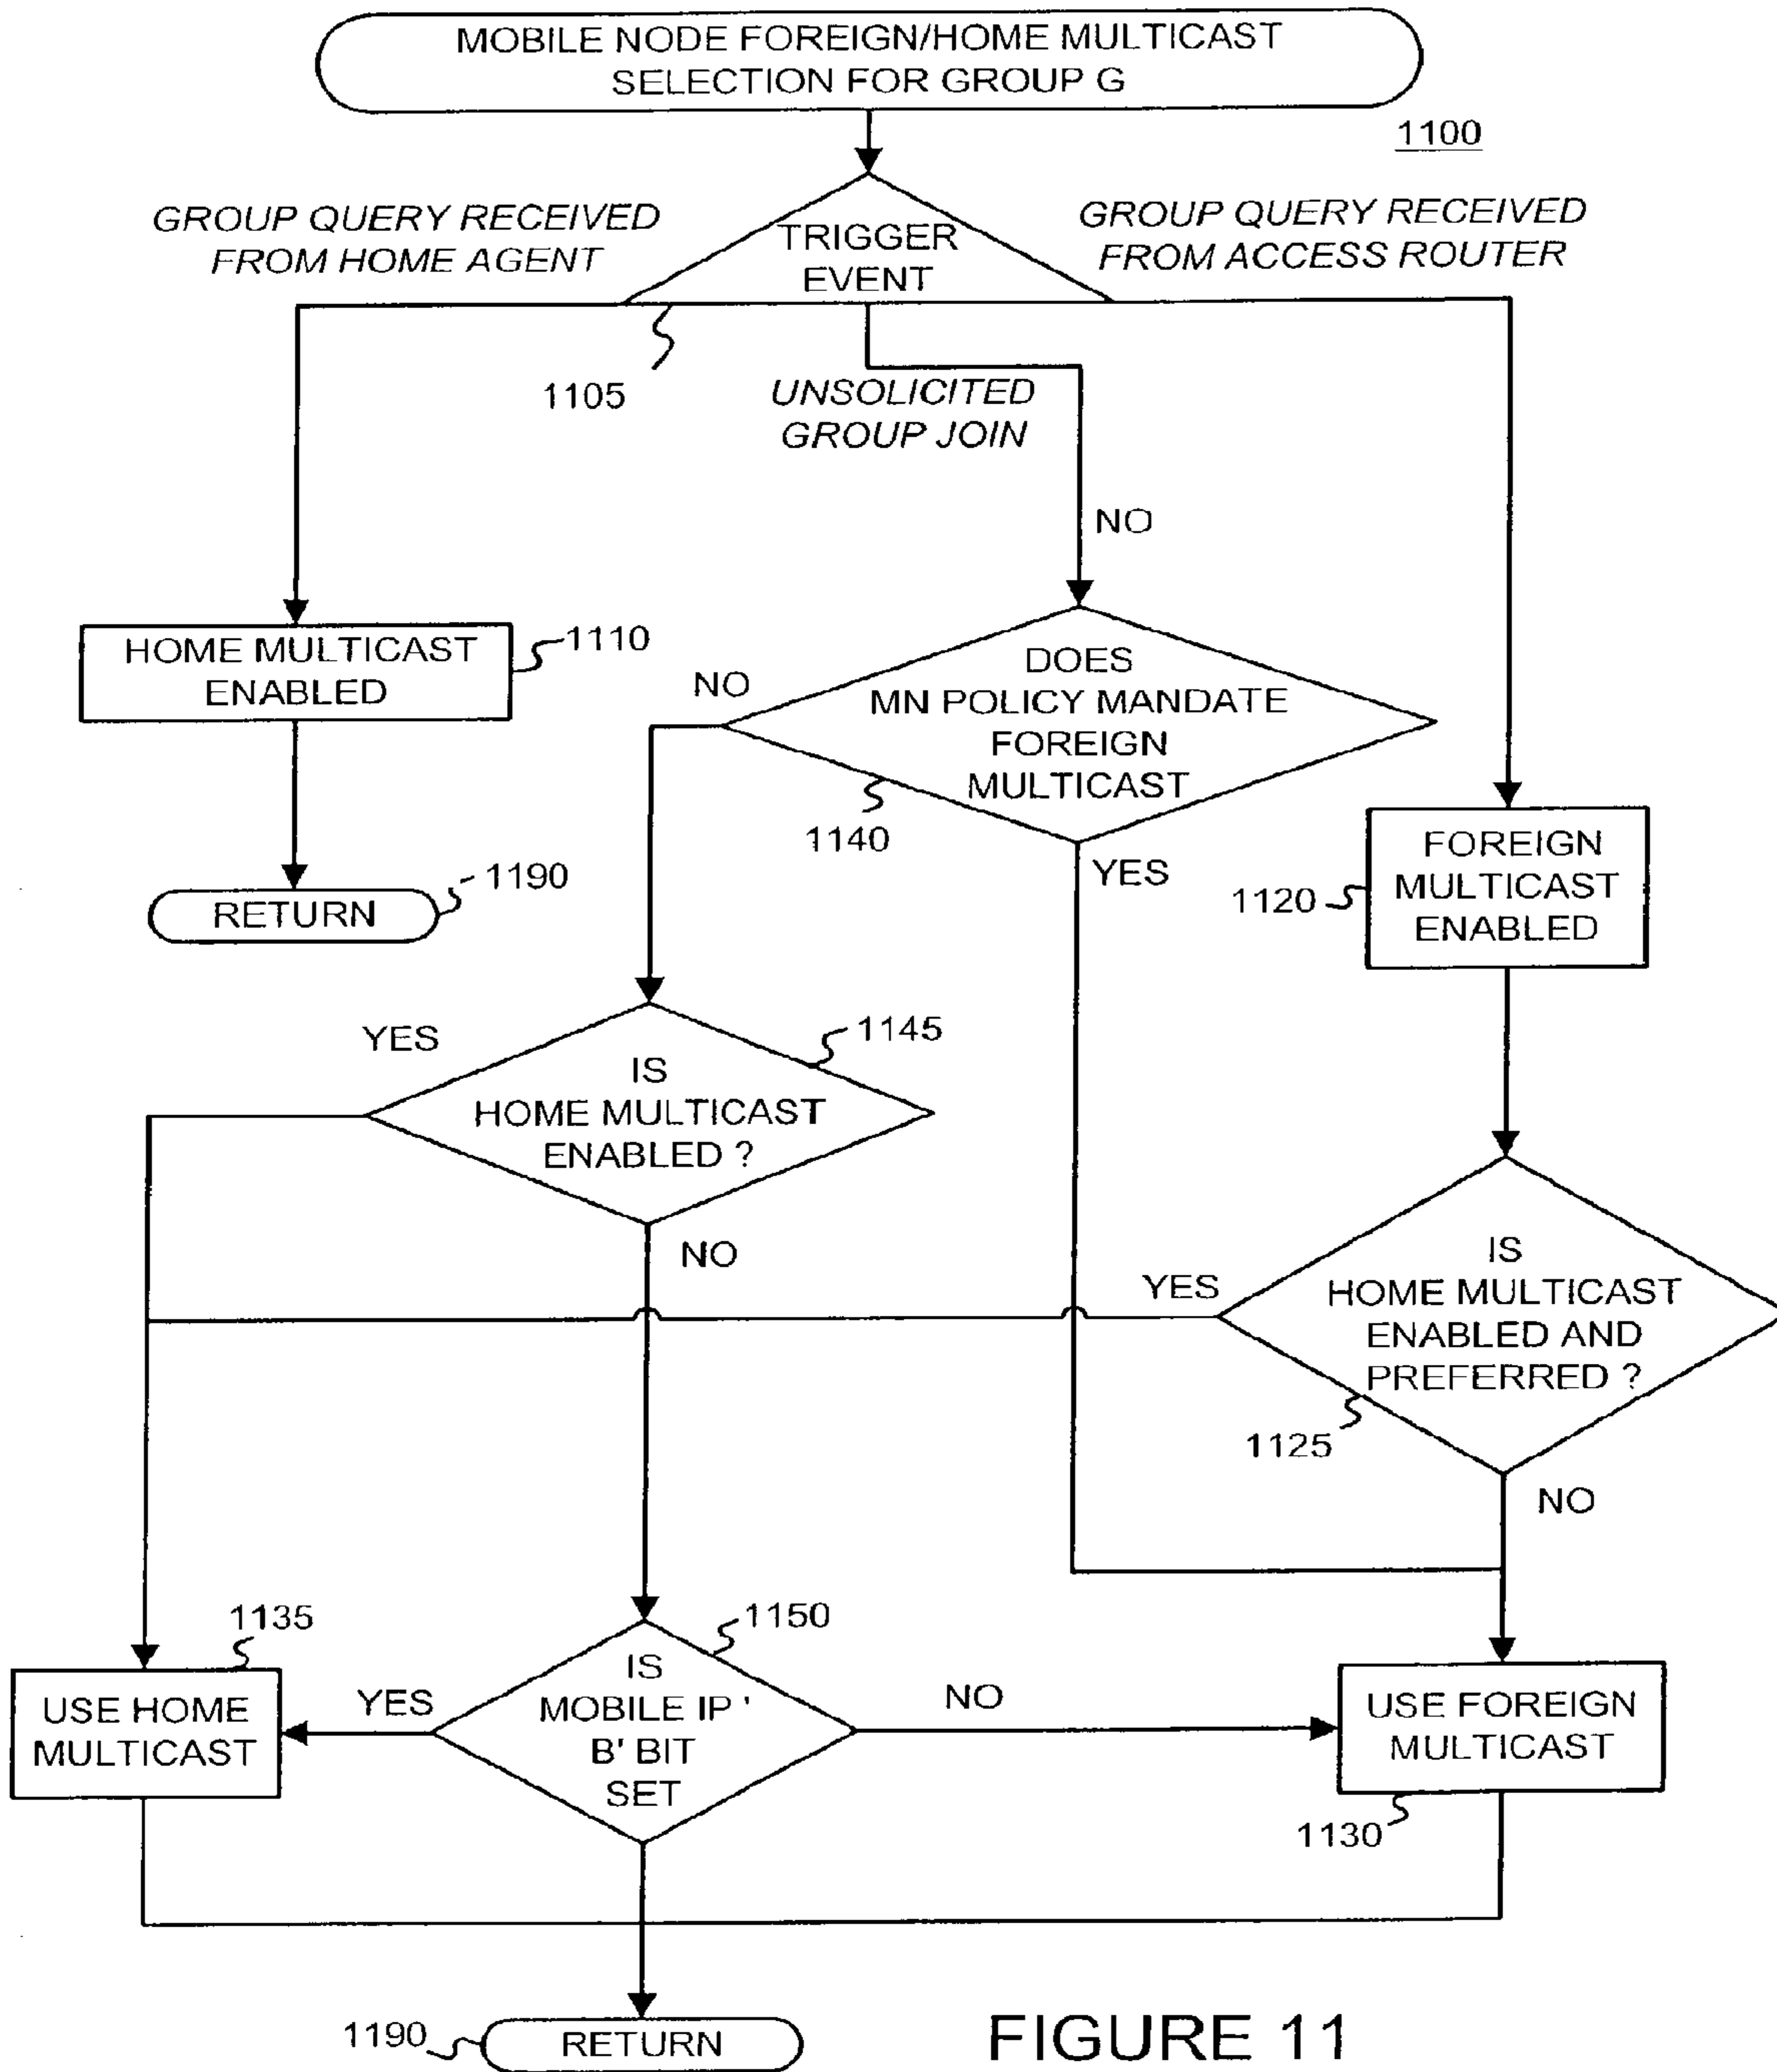 MOBILE NODE FOREIGN/HOME MULTICAST
SELECTION FOR GROUP G
1100
GROUP QUERY RECEIVED
FROM HOME AGENT
TRIGGER
EVENT
GROUP QUERY RECEIVED
FROM ACCESS ROUTER
1105
UNSOLICITED
GROUP JOIN
NO
HOME MULTICAST
ENABLED
1110
NO
DOES
MN POLICY MANDATE
FOREIGN
MULTICAST
1140
YES
FOREIGN
MULTICAST
ENABLED
1120
RETURN
1190
YES
1145
IS
HOME MULTICAST
ENABLED ?
NO
YES
IS
HOME MULTICAST
ENABLED AND
PREFERRED ?
1125
NO
1135
USE HOME
MULTICAST
YES
1150
IS
MOBILE IP '
B' BIT
SET
NO
USE FOREIGN
MULTICAST
1130
1190
RETURN
FIGURE 11